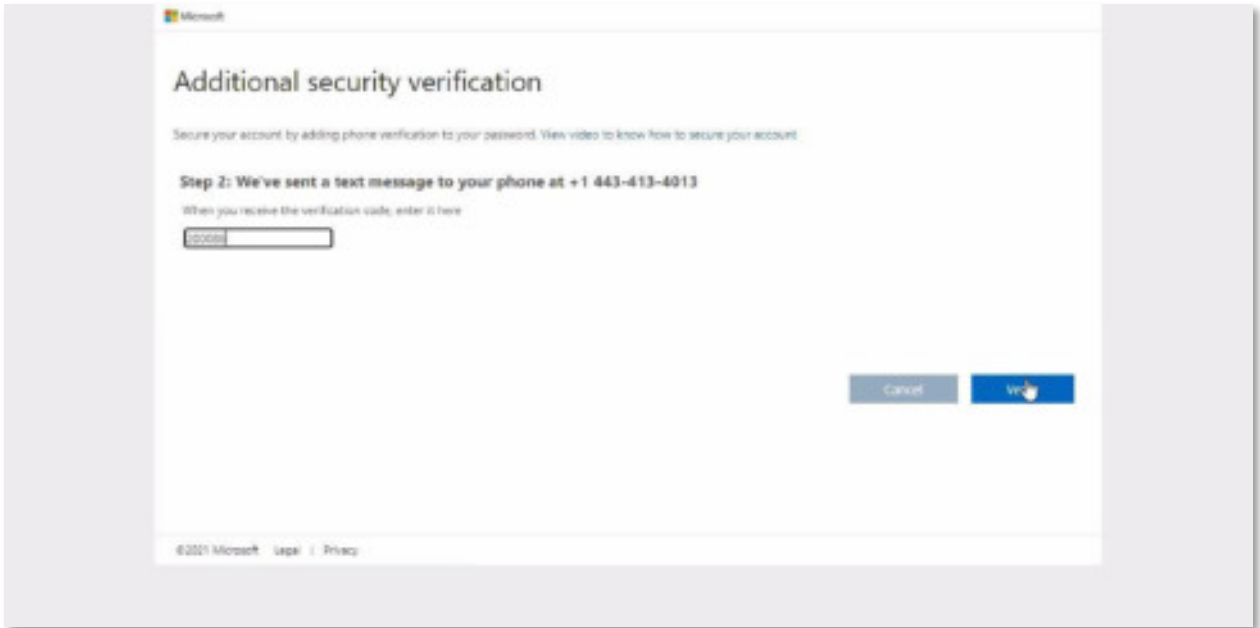 Microsoft
Additional security verification
Secure your account by adding phone verification to your password. View video to know how to secure your account
Step 2: We've sent a text message to your phone at +1 443-413-4013
When you receive the verification code, enter it here
Cancel
©2021 Microsoft Legal | Privacy